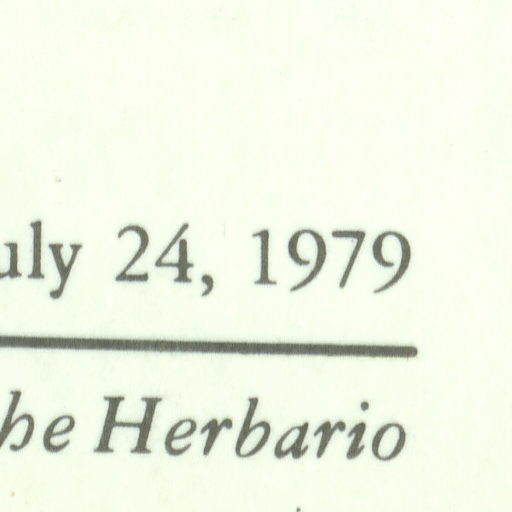 uly 24, 1979
he Herbario